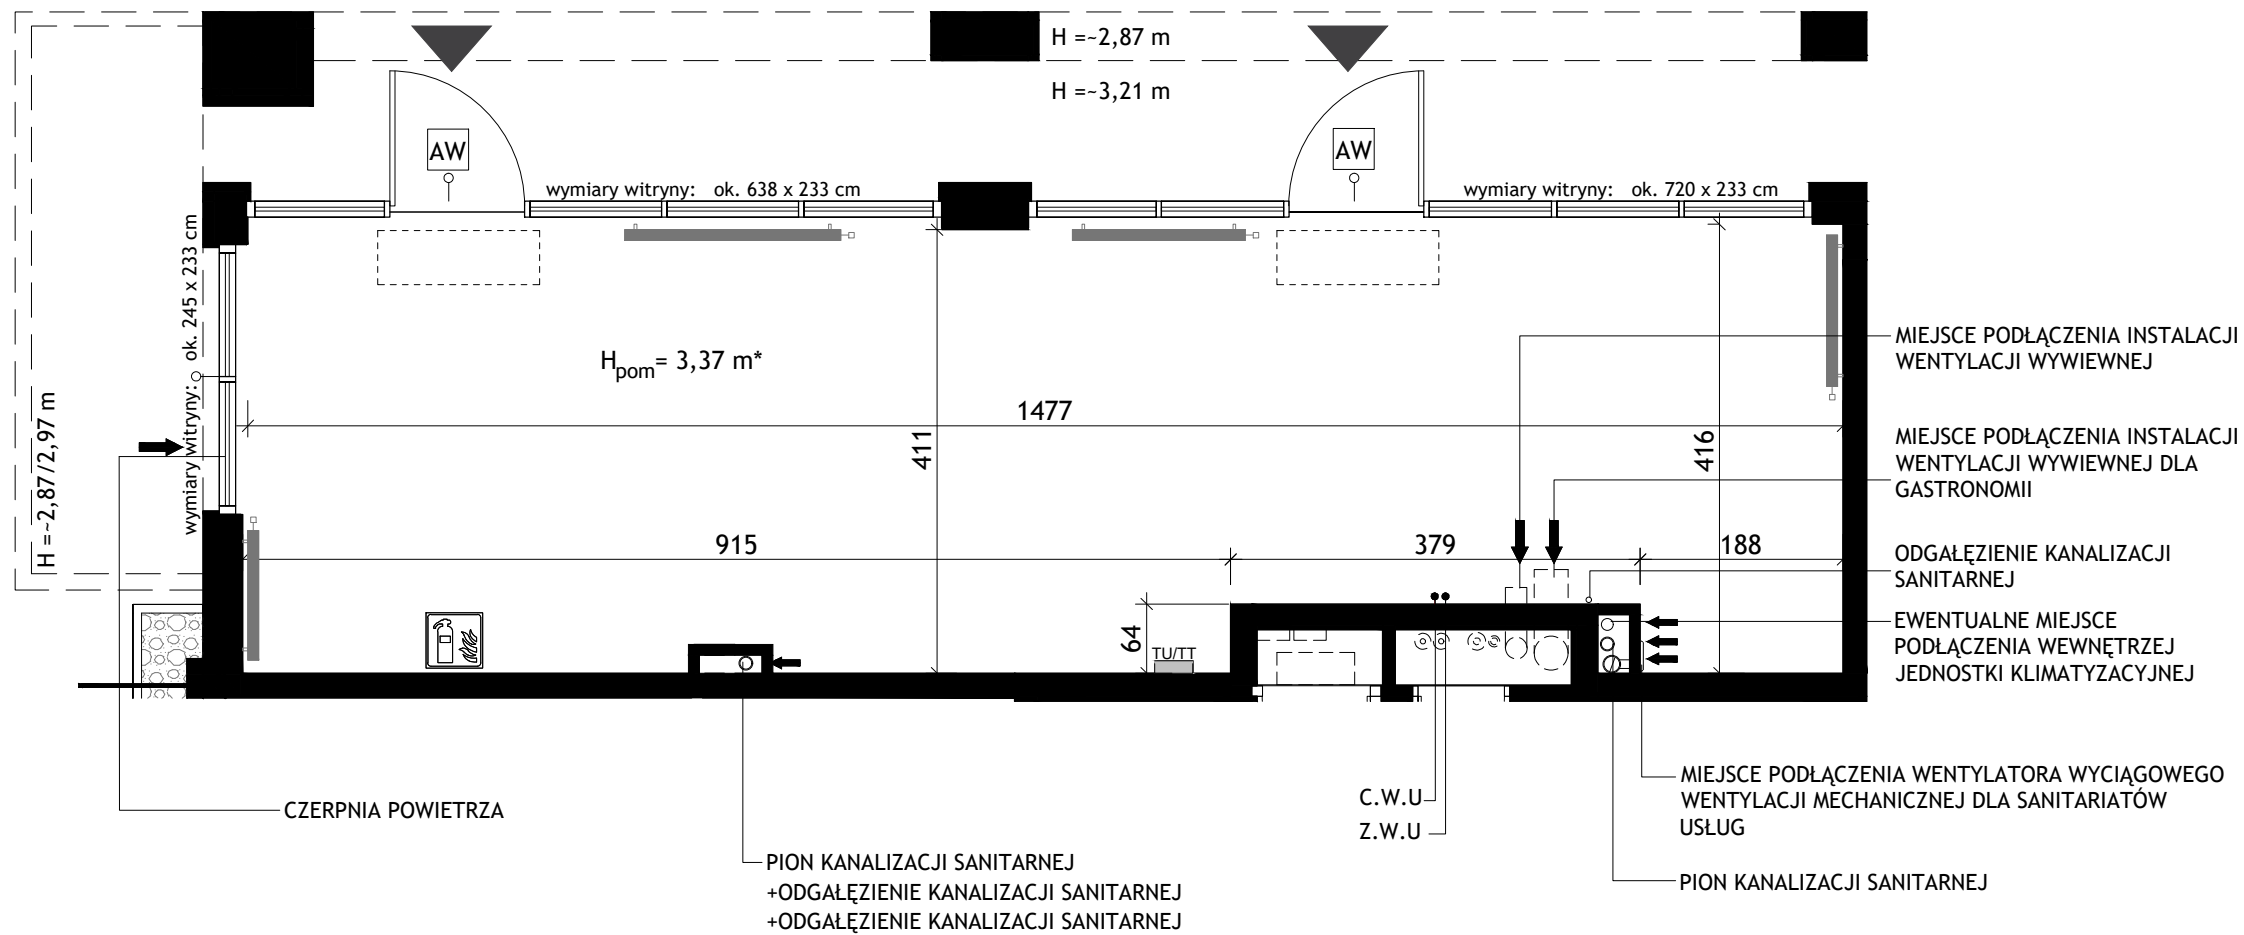 H =~2,87 m
H =~3,21 m
AW
AW
wymiary witryny: ok. 638 x 233 cm
wymiary witryny: ok. 720 x 233 cm
wymiary witryny: ok. 245 x 233 cm
H =~2,87/2,97 m
Hpom= 3,37 m*
1477
411
416
915
379
188
64
TU/TT
MIEJSCE PODŁĄCZENIA INSTALACJI
WENTYLACJI WYWIEWNEJ
MIEJSCE PODŁĄCZENIA INSTALACJI
WENTYLACJI WYWIEWNEJ DLA
GASTRONOMII
ODGAŁĘZIENIE KANALIZACJI
SANITARNEJ
EWENTUALNE MIEJSCE
PODŁĄCZENIA WEWNĘTRZEJ
JEDNOSTKI KLIMATYZACYJNEJ
MIEJSCE PODŁĄCZENIA WENTYLATORA WYCIĄGOWEGO
WENTYLACJI MECHANICZNEJ DLA SANITARIATÓW
USŁUG
C.W.U
Z.W.U
CZERPNIA POWIETRZA
PION KANALIZACJI SANITARNEJ
+ODGAŁĘZIENIE KANALIZACJI SANITARNEJ
+ODGAŁĘZIENIE KANALIZACJI SANITARNEJ
PION KANALIZACJI SANITARNEJ